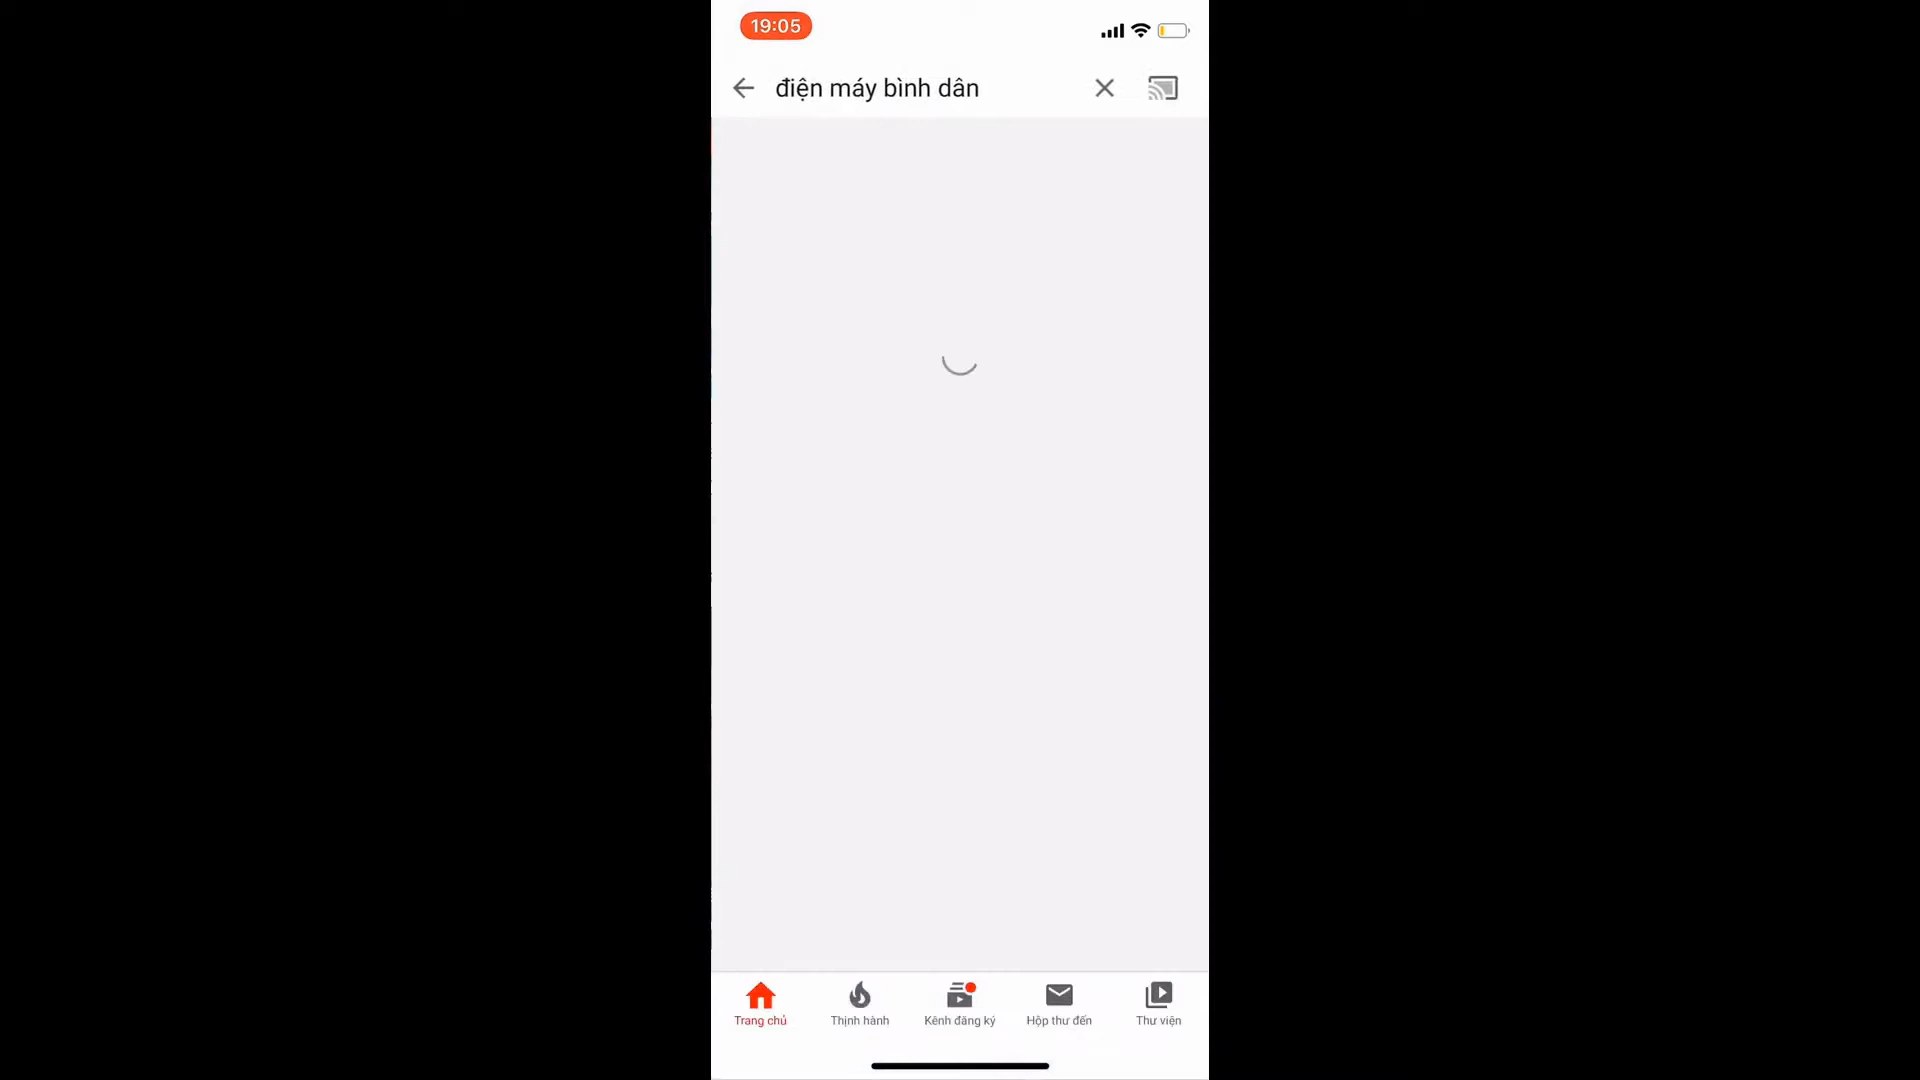 19:05
điện máy bình dân
Trang chủ
Thịnh hành
Kênh đăng ký
Hộp thư đến
Thư viện